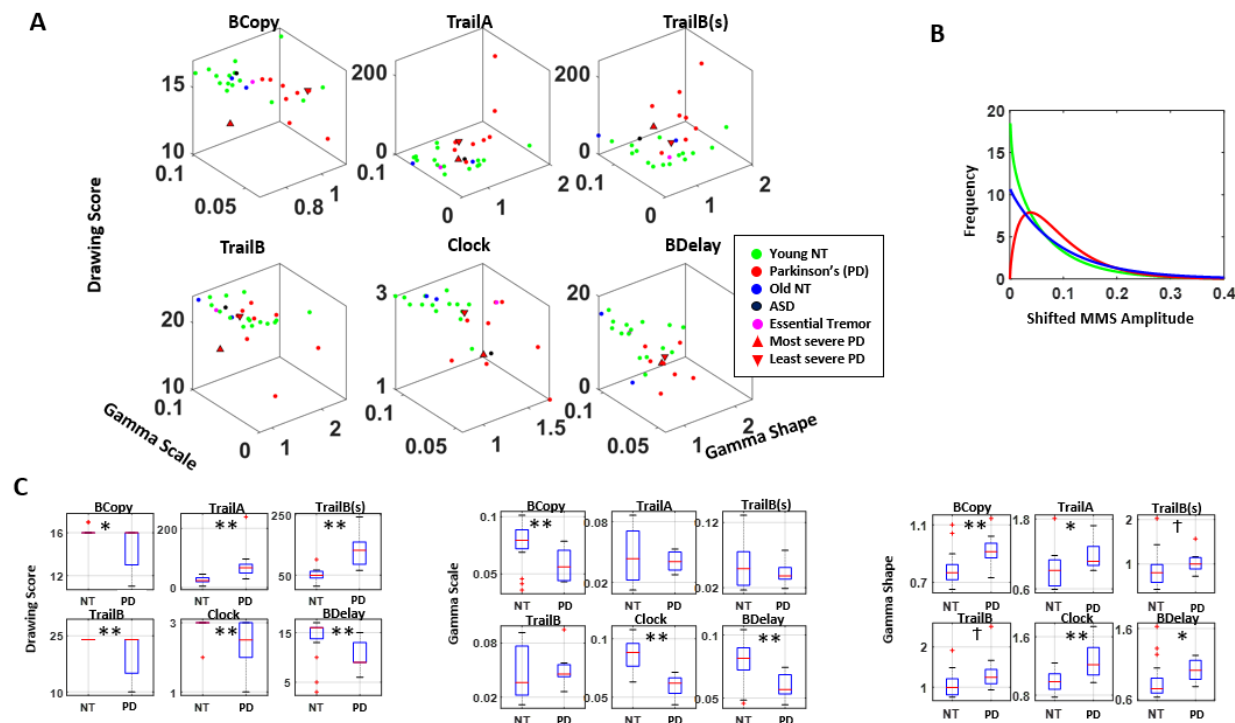 A
BCopy
TrailA
TrailB(s)
B
15
10
0.1
0.05
0.8
1
200
0
0.1
0
1
2
200
0
0.1
0
1
2
Drawing Score
20
15
10
5
0
0
0.1
0.2
0.3
0.4
Frequency
Shifted MMS Amplitude
TrailB
Clock
BDelay
20
10
0.1
0
1
2
3
1
0.1
0.05
1
1.5
20
0
0.1
0.05
1
2
Gamma Scale
Gamma Shape
Young NT
Parkinson's (PD)
Old NT
ASD
Essential Tremor
Most severe PD
Least severe PD
C
Drawing Score
BCopy
16
12
*
NT PD
TrailA
200
0
**
TrailB(s)
250
50
**
TrailB
25
10
**
NT PD
Clock
3
1
**
NT PD
BDelay
15
5
**
NT PD
Gamma Scale
BCopy
0.1
0.05
**
NT PD
TrailA
0.08
0.02
NT PD
TrailB(s)
0.12
0.02
NT PD
TrailB
0.08
0.02
NT PD
Clock
0.1
0.05
**
NT PD
BDelay
0.1
0.05
**
NT PD
Gamma Shape
BCopy
1.1
0.7
**
NT PD
TrailA
1.8
0.6
*
NT PD
TrailB(s)
2
1
†
NT PD
TrailB
2
1
†
NT PD
Clock
1.6
0.8
**
NT PD
BDelay
1.6
0.6
*
NT PD